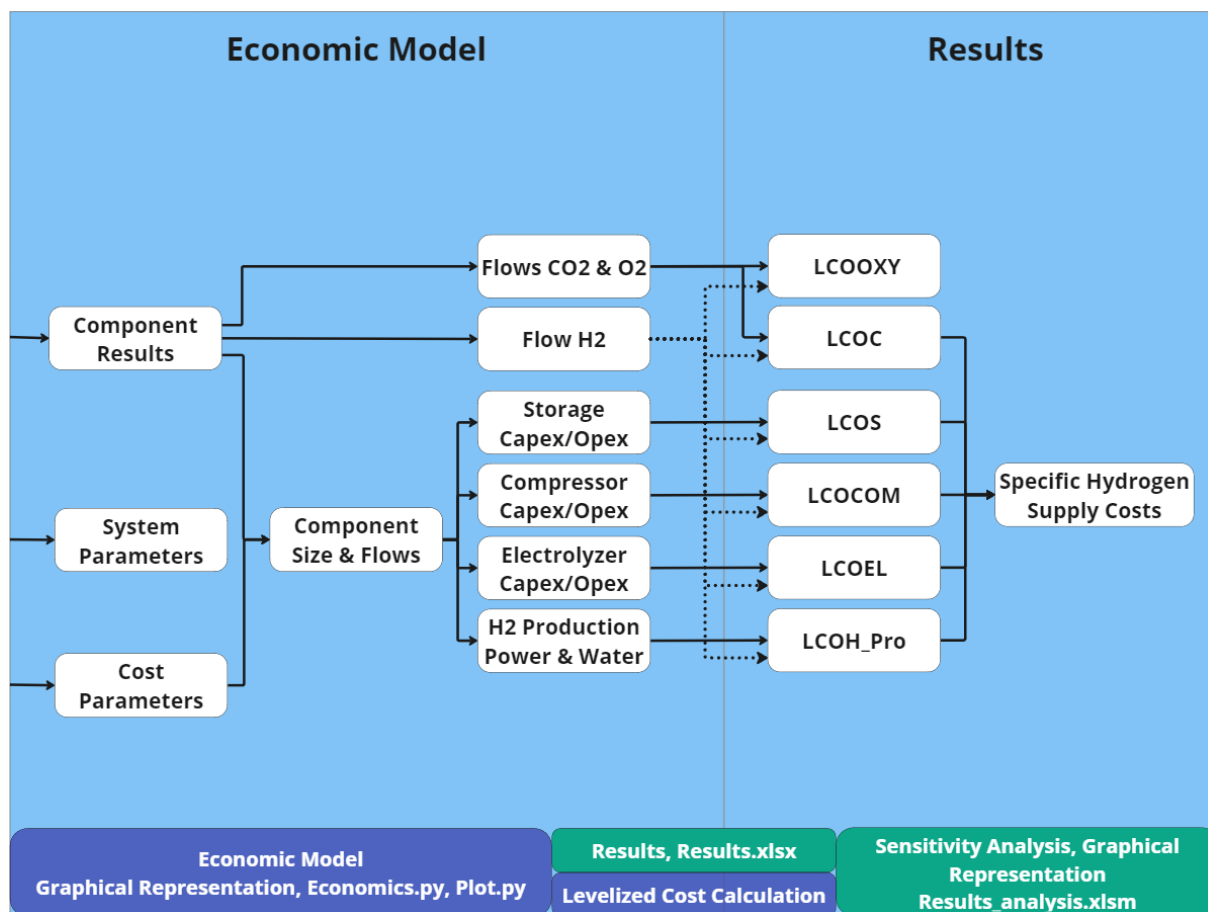 Economic Model
Results
Flows CO2 & O2
LCOOXY
Component
Results
Flow H2
LCOC
Storage
Capex/Opex
LCOS
Compressor
Capex/Opex
LCOCOM
Specific Hydrogen
Supply Costs
System
Parameters
Component
Size & Flows
Electrolyzer
Capex/Opex
LCOEL
H2 Production
Power & Water
LCOH_Pro
Cost
Parameters
Economic Model
Graphical Representation, Economics.py, Plot.py
Results, Results.xlsx
Levelized Cost Calculation
Sensitivity Analysis, Graphical
Representation
Results_analysis.xlsm